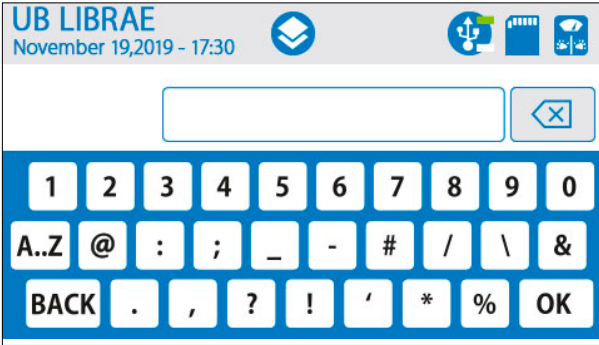 UB LIBRAE
November 19,2019 - 17:30
1 2 3 4 5 6 7 8 9 0
A..Z @ : ; _ - # / \ &
BACK . , ? ! ‘ * % OK